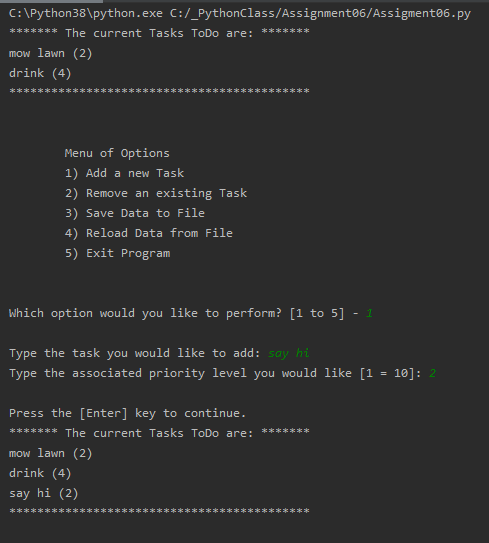 C:\Python38\python.exe C:/_PythonClass/Assignment06/Assigment06.py
******* The current Tasks ToDo are: *******
mow lawn (2)
drink (4)
*******************************************
Menu of Options
1) Add a new Task
2) Remove an existing Task
3) Save Data to File
4) Reload Data from File
5) Exit Program
Which option would you like to perform? [1 to 5] - 1
Type the task you would like to add: say hi
Type the associated priority level you would like [1 = 10]: 2
Press the [Enter] key to continue.
******* The current Tasks ToDo are: *******
mow lawn (2)
drink (4)
say hi (2)
*******************************************